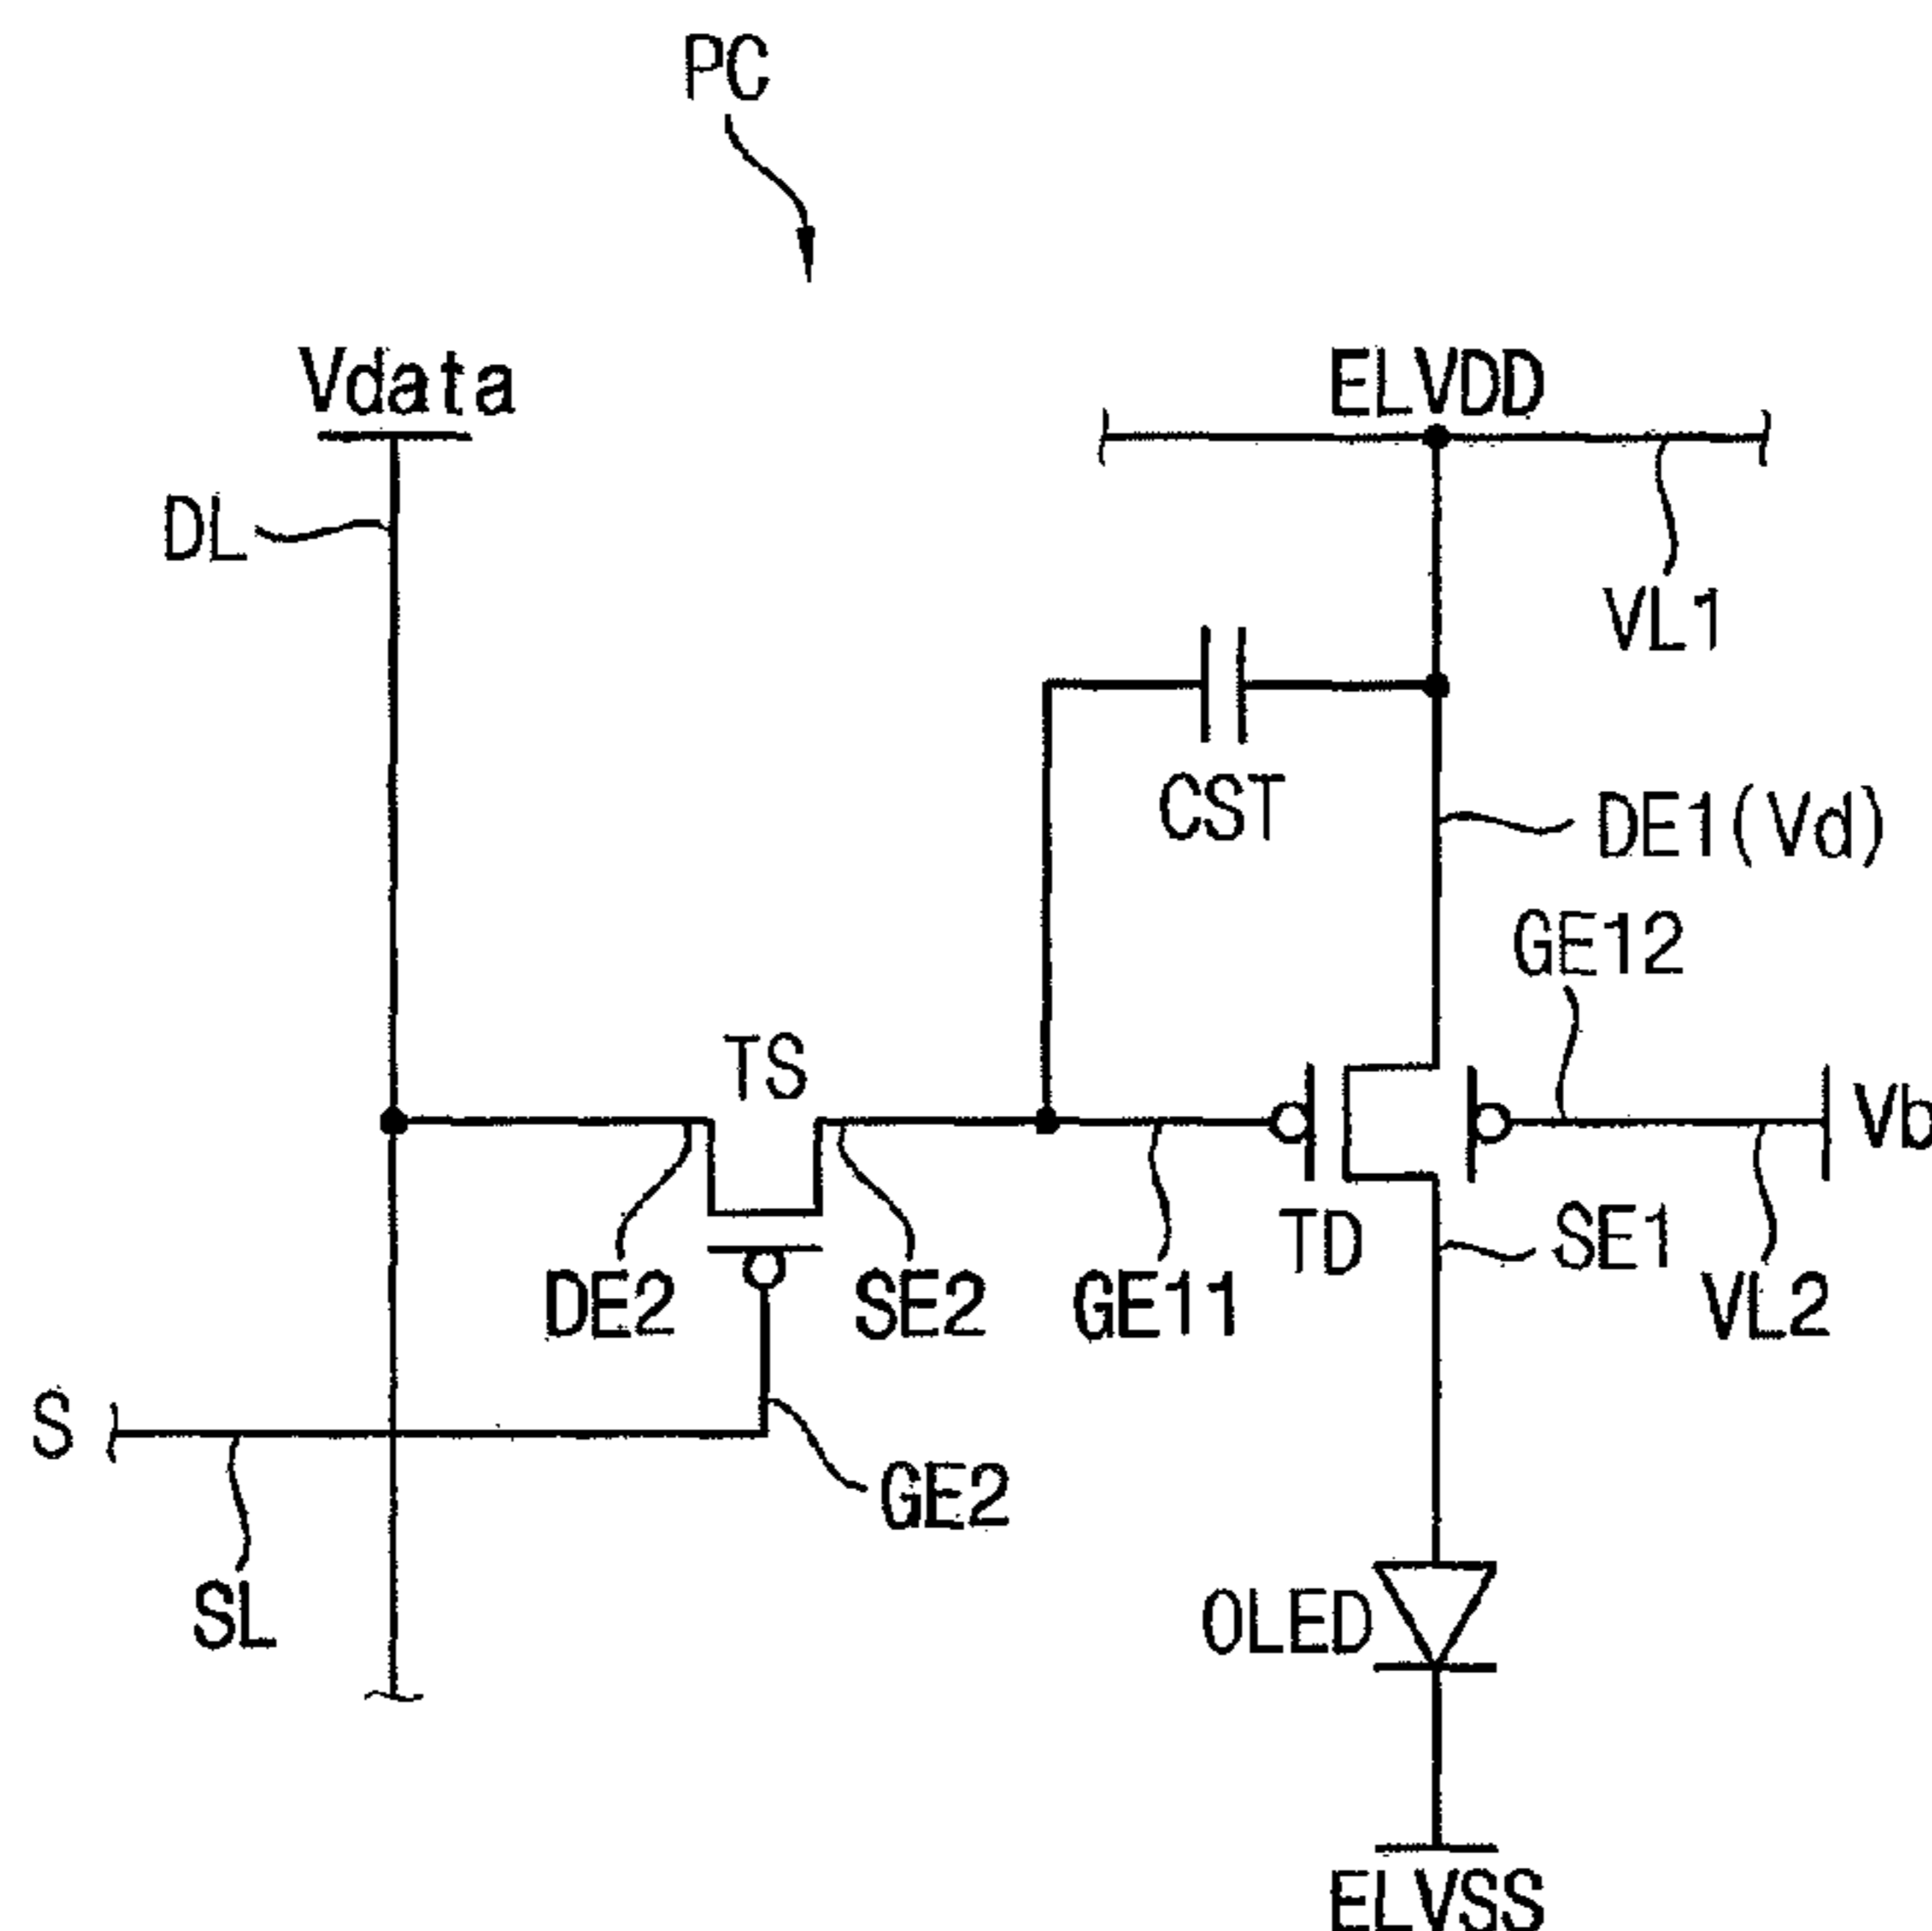 PC
Vdata
ELVDD
DL
VL1
CST
DE1(Vd)
GE12
TS
Vb
DE2
SE2
GE11
TD
SE1
VL2
S
GE2
SL
OLED
ELVSS